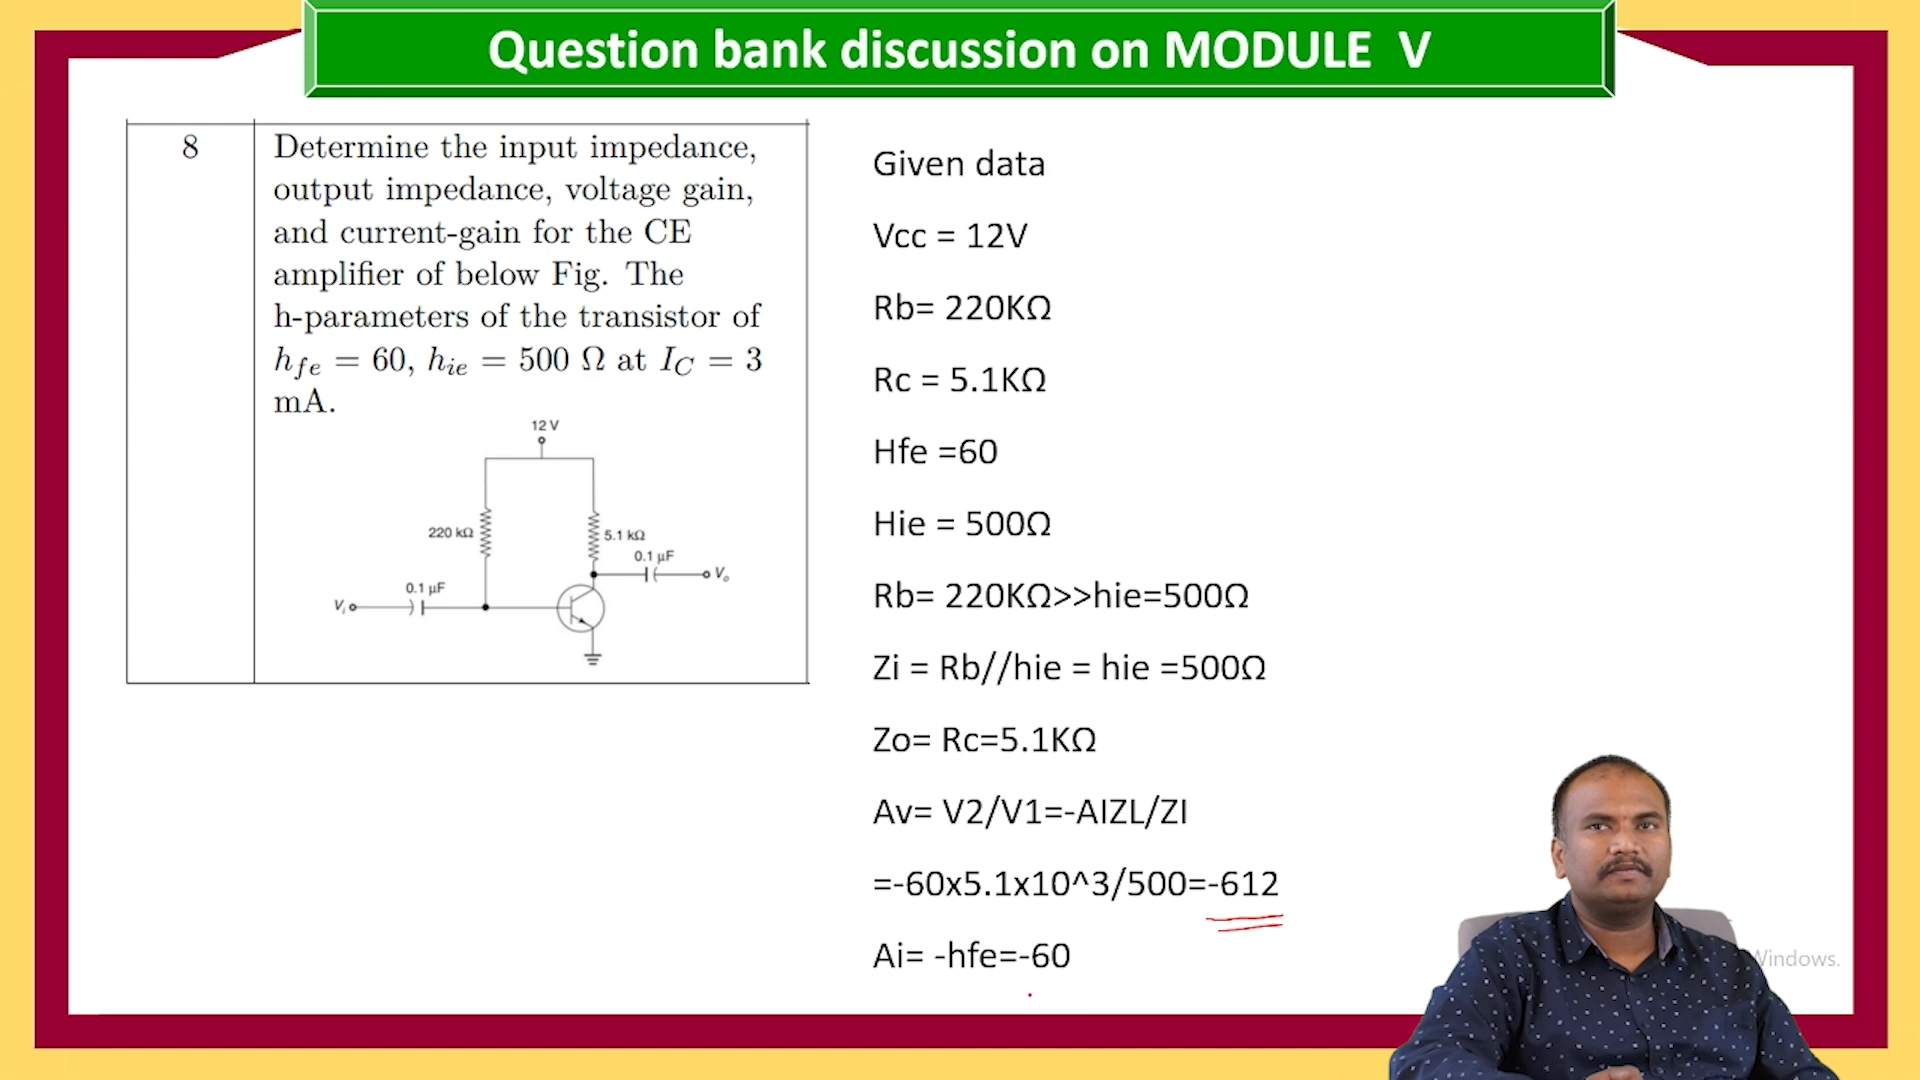 Question bank discussion on MODULE V
8
Determine the input impedance,
output impedance, voltage gain,
and current-gain for the CE
amplifier of below Fig. The
h-parameters of the transistor of
hfe = 60, hie = 500 Ω at IC = 3
mA.
12 V
220 kΩ
5.1 kΩ
0.1 μF
Vo
0.1 μF
Vi
Given data
Vcc = 12V
Rb= 220KΩ
Rc = 5.1KΩ
Hfe =60
Hie = 500Ω
Rb= 220KΩ>>hie=500Ω
Zi = Rb//hie = hie =500Ω
Zo= Rc=5.1KΩ
Av= V2/V1=-AIZL/ZI
=-60x5.1x10^3/500=-612
Ai= -hfe=-60
Windows.